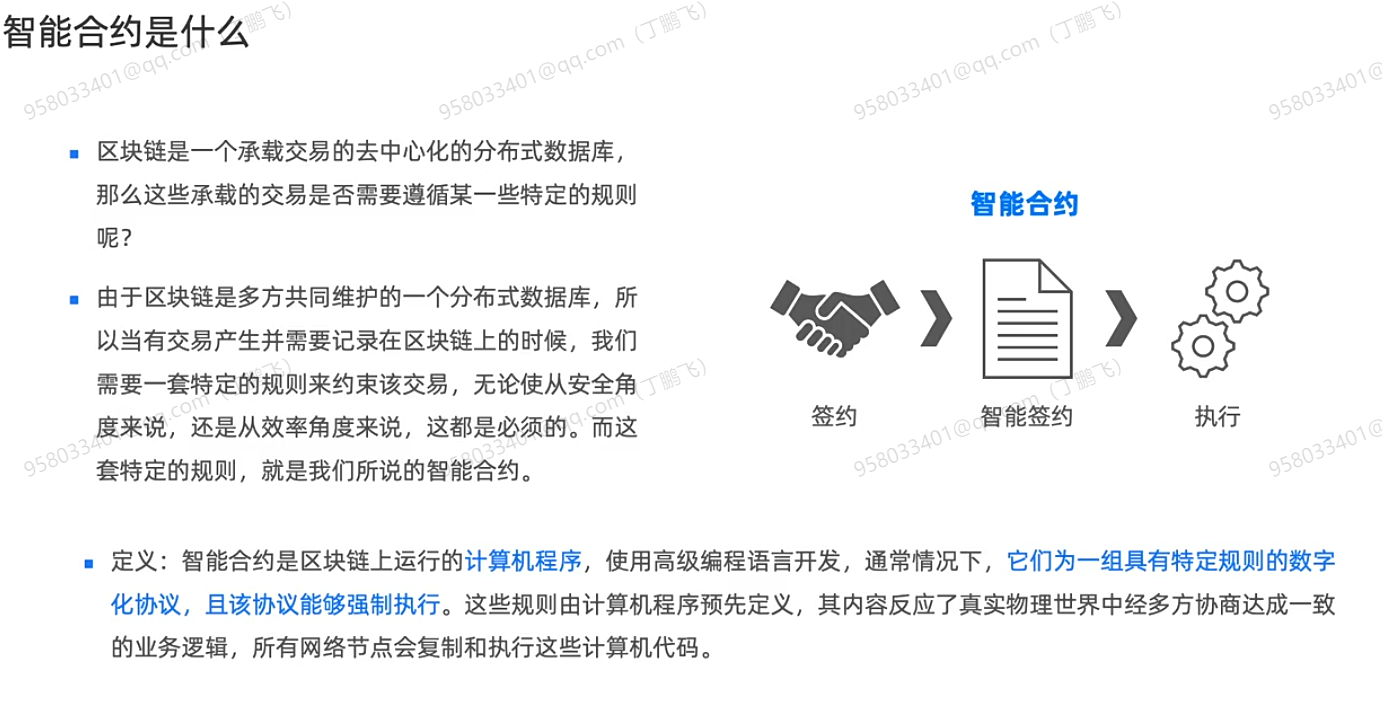 智能合约是什么
区块链是一个承载交易的去中心化的分布式数据库，
那么这些承载的交易是否需要遵循某一些特定的规则
呢？
由于区块链是多方共同维护的一个分布式数据库，所
以当有交易产生并需要记录在区块链上的时候，我们
需要一套特定的规则来约束该交易，无论使从安全角
度来说，还是从效率角度来说，这都是必须的。而这
套特定的规则，就是我们所说的智能合约。
智能合约
签约
智能签约
执行
定义：智能合约是区块链上运行的计算机程序，使用高级编程语言开发，通常情况下，它们为一组具有特定规则的数字
化协议，且该协议能够强制执行。这些规则由计算机程序预先定义，其内容反应了真实物理世界中经多方协商达成一致
的业务逻辑，所有网络节点会复制和执行这些计算机代码。
958033401@qq.com（丁鹏飞）
958033401@qq.com（丁鹏飞）
958033401@qq.com（丁鹏飞）
958033401@
958033401@qq.com（丁鹏飞）
958033401@qq.com（丁鹏飞）
958033401@qq.com（丁鹏飞）
958033401@